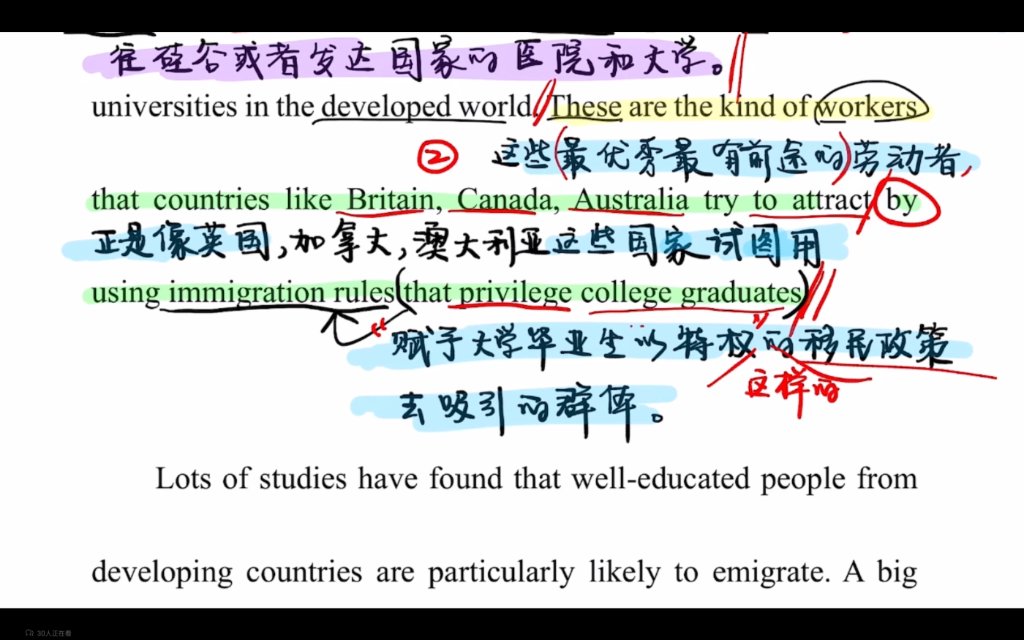 往硅谷或者发达国家的医院和大学。
universities in the developed world. These are the kind of workers
② 这些(最优秀最有前途的)劳动者,
that countries like Britain, Canada, Australia try to attract by
正是像英国,加拿大,澳大利亚这些国家试图用
using immigration rules(that privilege college graduates)
"赋予大学毕业生以特权"的移民政策
这样的
去吸引的群体。
Lots of studies have found that well-educated people from
developing countries are particularly likely to emigrate. A big
30人正在看